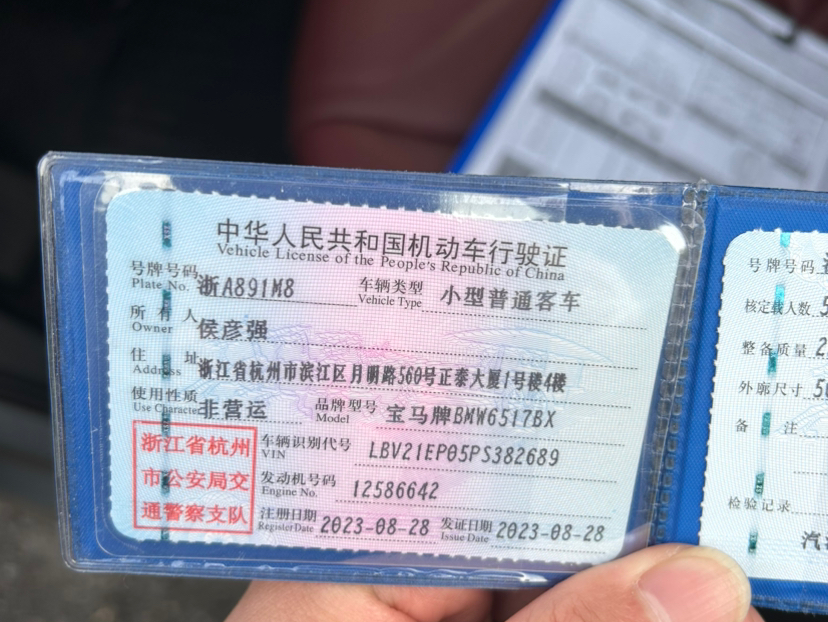 中华人民共和国机动车行驶证
Vehicle License of the People's Republic of China
号牌号码 Plate No. 浙A891M8 车辆类型 Vehicle Type 小型普通客车
所有人 Owner 侯彦强
住址 Address 浙江省杭州市滨江区月明路560号正泰大厦1号楼4楼
使用性质 Use Character 非营运 品牌型号 Model 宝马牌BMW6517BX
浙江省杭州市公安局交通警察支队
车辆识别代号 VIN LBV21EP05PS382689
发动机号码 Engine No. 12586642
注册日期 Register Date 2023-08-28 发证日期 Issue Date 2023-08-28
号牌号码
核定载人数
整备质量
外廓尺寸
备注
检验记录